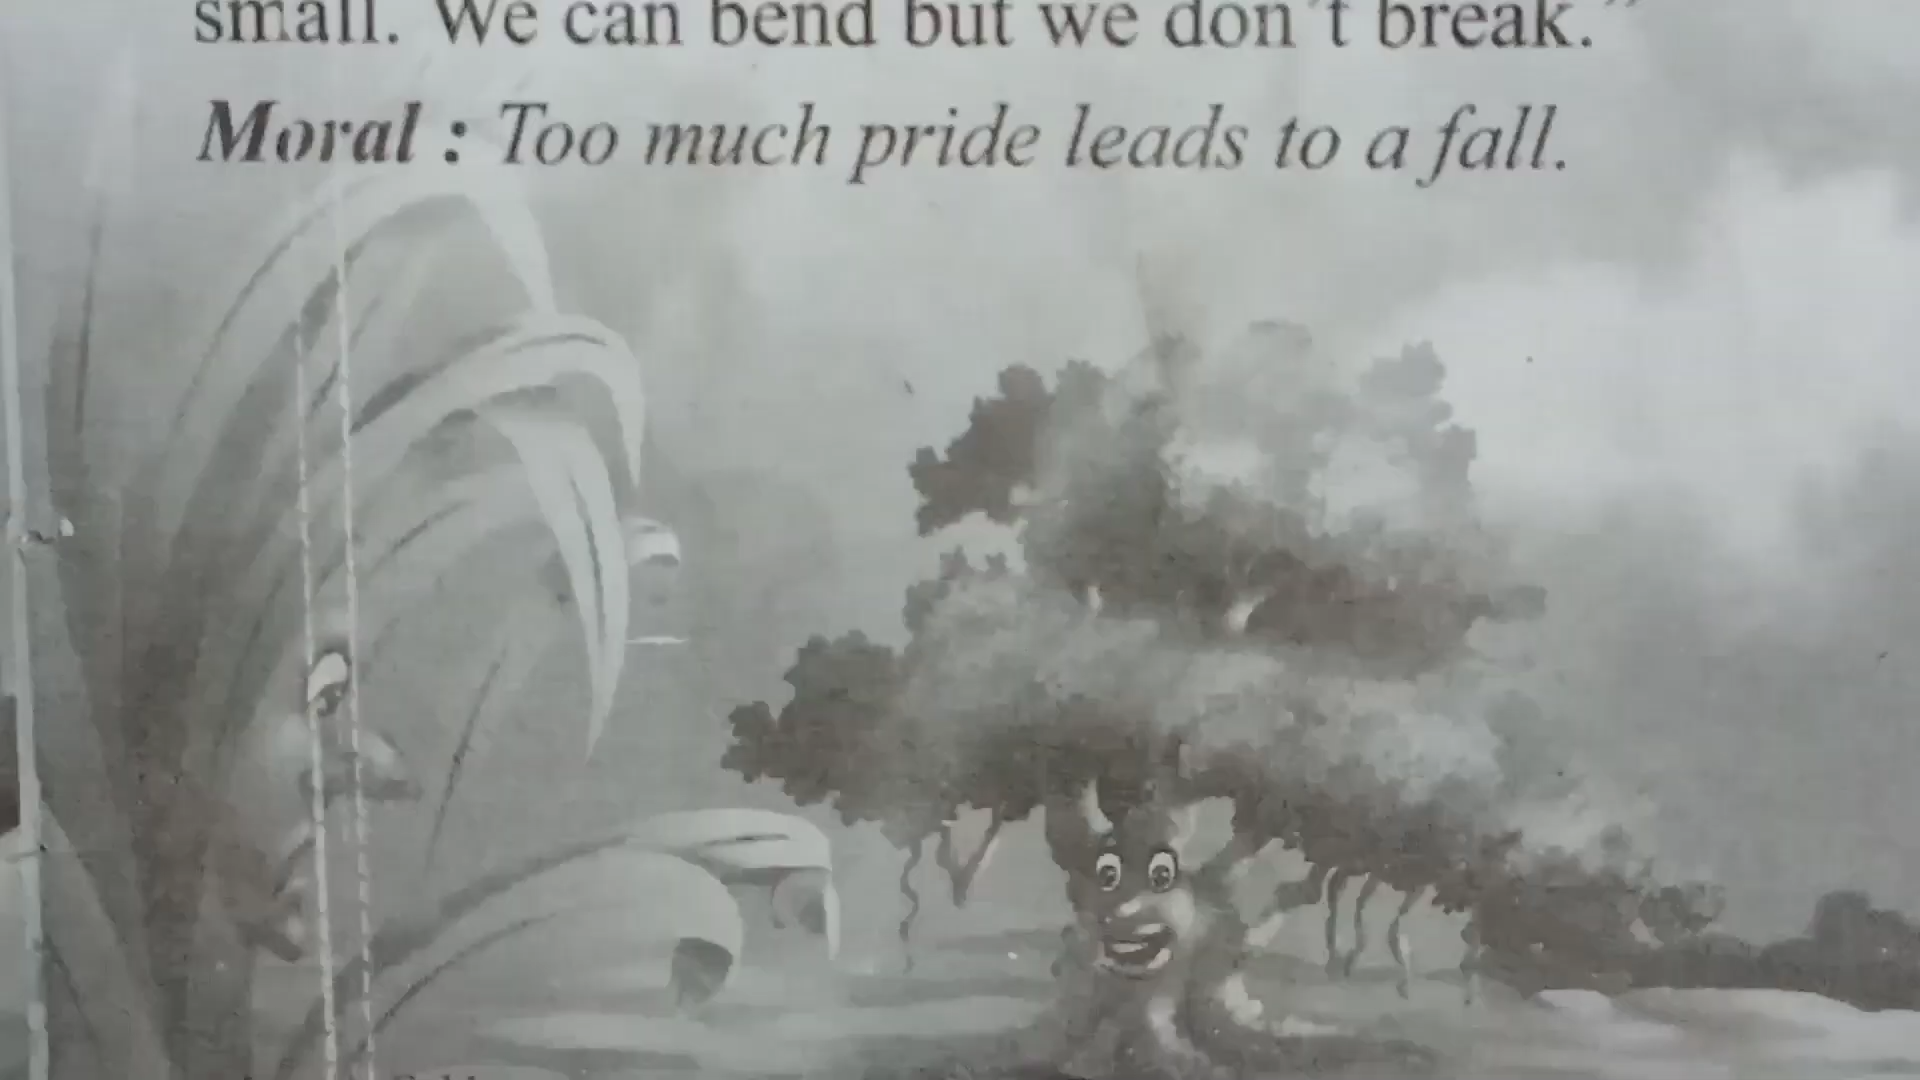 small. We can bend but we don't break.”
Moral : Too much pride leads to a fall.